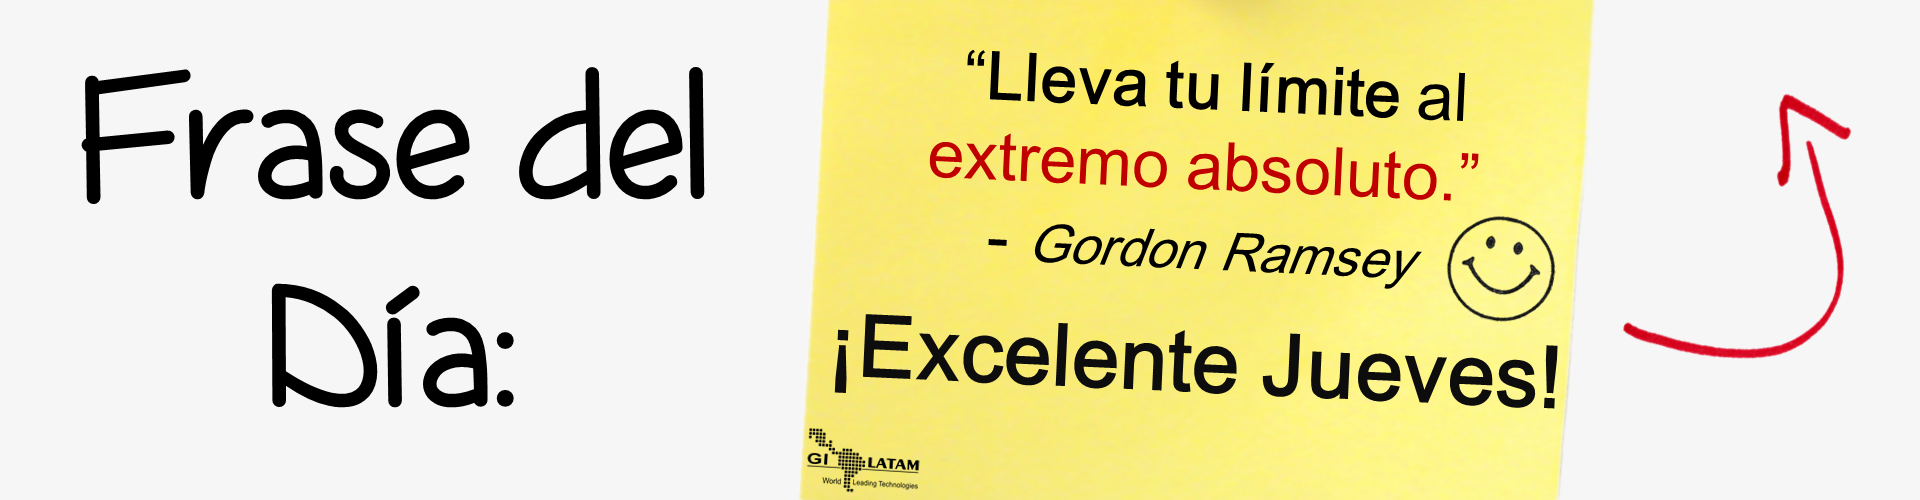 Frase del
Día:
“Lleva tu límite al
extremo absoluto.”
- Gordon Ramsey
¡Excelente Jueves!
GI LATAM
World Leading Technologies